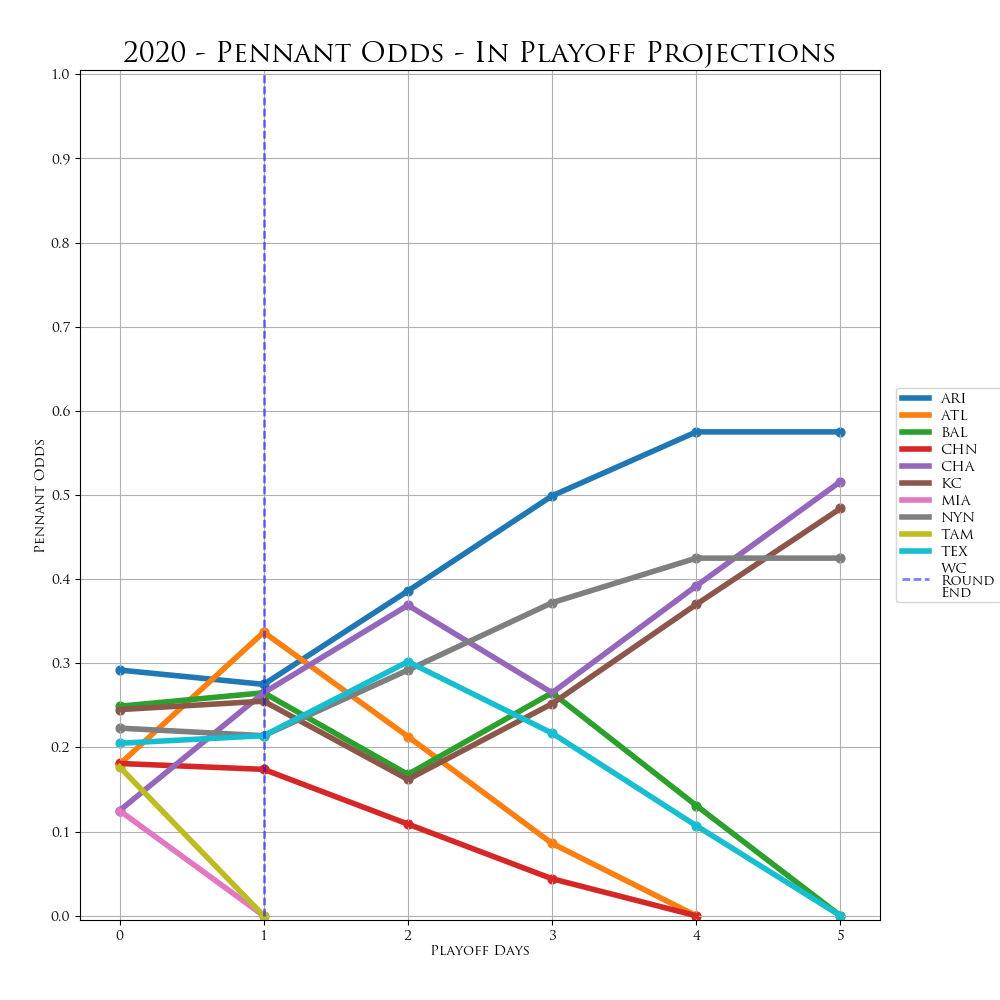 2020 - Pennant Odds - In Playoff Projections
1.0
0.9
0.8
0.7
0.6
0.5
0.4
0.3
0.2
0.1
0.0
Pennant Odds
0 1 2 3 4 5
Playoff Days
ARI
ATL
BAL
CHN
CHA
KC
MIA
NYN
TAM
TEX
WC
Round
End